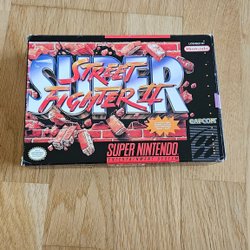 SUPER
STREET
FIGHTER II
SUPER NINTENDO
ENTERTAINMENT SYSTEM
CAPCOM